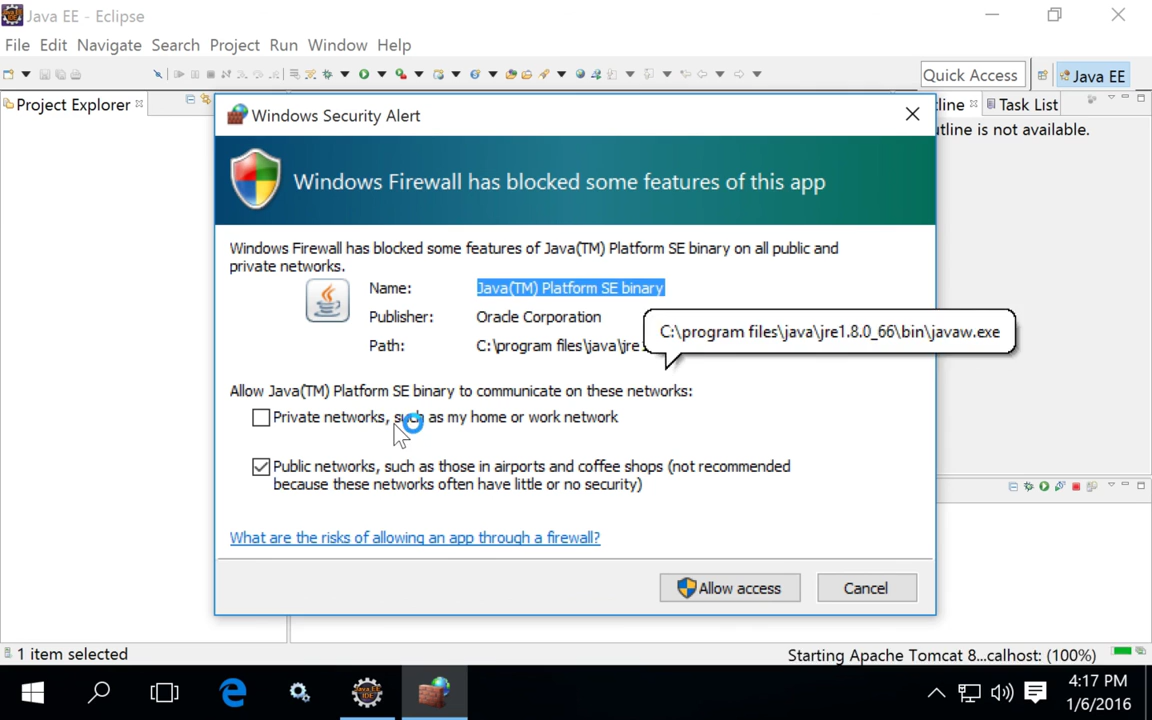 Java EE - Eclipse
File Edit Navigate Search Project Run Window Help
Quick Access
Java EE
Project Explorer
Task List
utline is not available.
Windows Security Alert
Windows Firewall has blocked some features of this app
Windows Firewall has blocked some features of Java(TM) Platform SE binary on all public and
private networks.
Name: Java(TM) Platform SE binary
Publisher: Oracle Corporation
Path: C:\program files\java\jre
C:\program files\java\jre1.8.0_66\bin\javaw.exe
Allow Java(TM) Platform SE binary to communicate on these networks:
Private networks, such as my home or work network
Public networks, such as those in airports and coffee shops (not recommended
because these networks often have little or no security)
What are the risks of allowing an app through a firewall?
Allow access
Cancel
1 item selected
Starting Apache Tomcat 8...calhost: (100%)
4:17 PM
1/6/2016